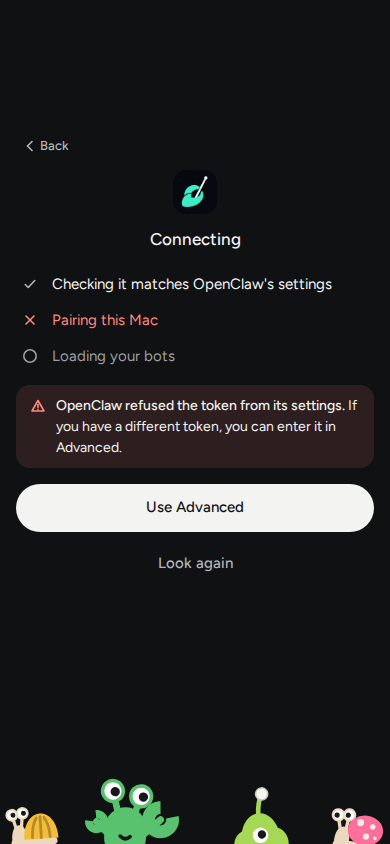 Back
Connecting
Checking it matches OpenClaw's settings
Pairing this Mac
Loading your bots
OpenClaw refused the token from its settings. If
you have a different token, you can enter it in
Advanced.
Use Advanced
Look again